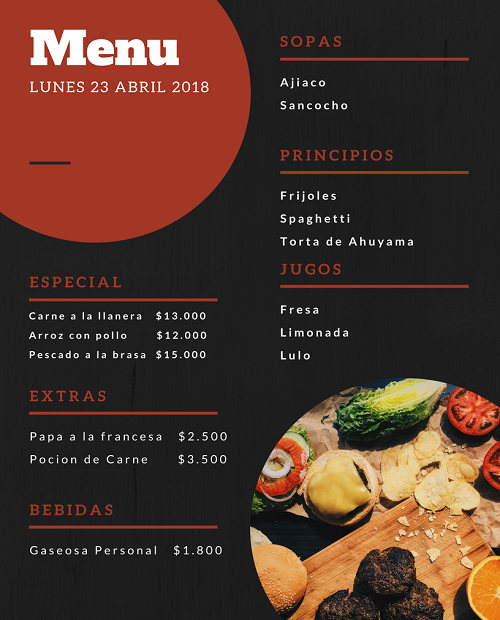 Menu
LUNES 23 ABRIL 2018
ESPECIAL
Carne a la llanera $13.000
Arroz con pollo $12.000
Pescado a la brasa $15.000
EXTRAS
Papa a la francesa $2.500
Pocion de Carne $3.500
BEBIDAS
Gaseosa Personal $1.800
SOPAS
Ajiaco
Sancocho
PRINCIPIOS
Frijoles
Spaghetti
Torta de Ahuyama
JUGOS
Fresa
Limonada
Lulo